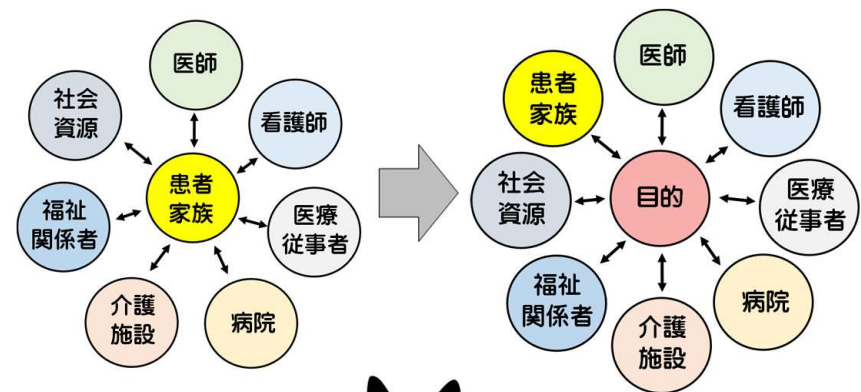 医師
社会
資源
看護師
患者
家族
福祉
関係者
医療
従事者
介護
施設
病院
医師
患者
家族
看護師
社会
資源
目的
医療
従事者
福祉
関係者
病院
介護
施設